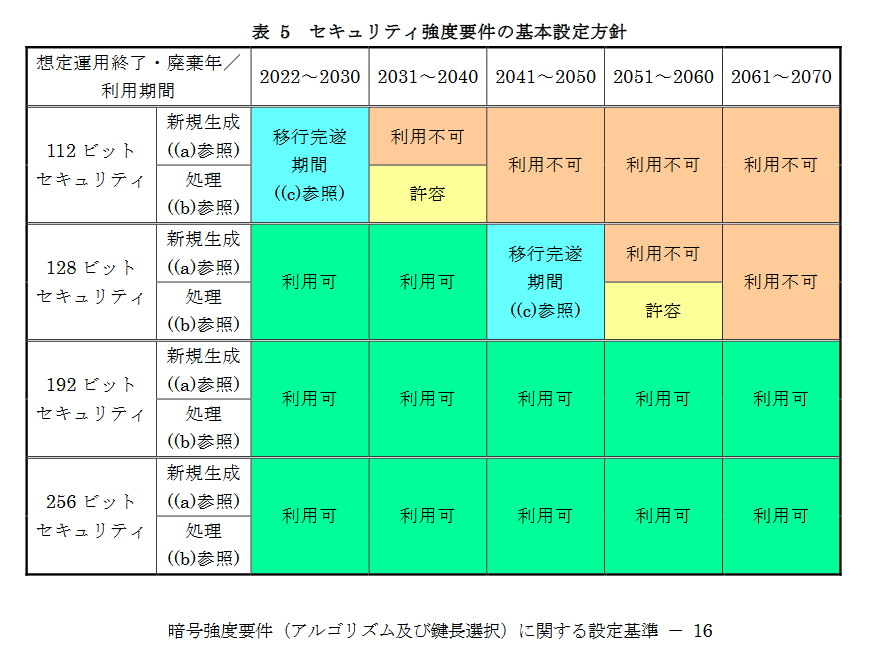 表 5　セキュリティ強度要件の基本設定方針
想定運用終了・廃棄年／
利用期間
2022～2030
2031～2040
2041～2050
2051～2060
2061～2070
112 ビット
セキュリティ
新規生成
((a)参照)
処理
((b)参照)
移行完遂
期間
((c)参照)
利用不可
許容
利用不可
利用不可
利用不可
128 ビット
セキュリティ
新規生成
((a)参照)
処理
((b)参照)
利用可
利用可
移行完遂
期間
((c)参照)
利用不可
許容
利用不可
192 ビット
セキュリティ
新規生成
((a)参照)
処理
((b)参照)
利用可
利用可
利用可
利用可
利用可
256 ビット
セキュリティ
新規生成
((a)参照)
処理
((b)参照)
利用可
利用可
利用可
利用可
利用可
暗号強度要件（アルゴリズム及び鍵長選択）に関する設定基準 － 16